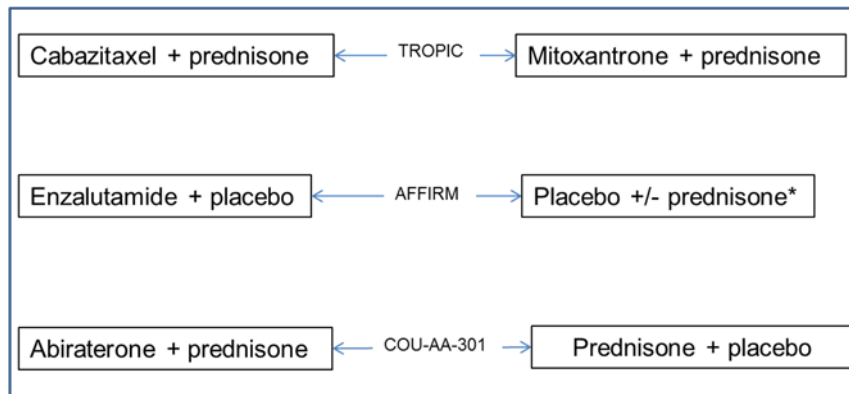 Cabazitaxel + prednisone TROPIC Mitoxantrone + prednisone
Enzalutamide + placebo AFFIRM Placebo +/- prednisone*
Abiraterone + prednisone COU-AA-301 Prednisone + placebo